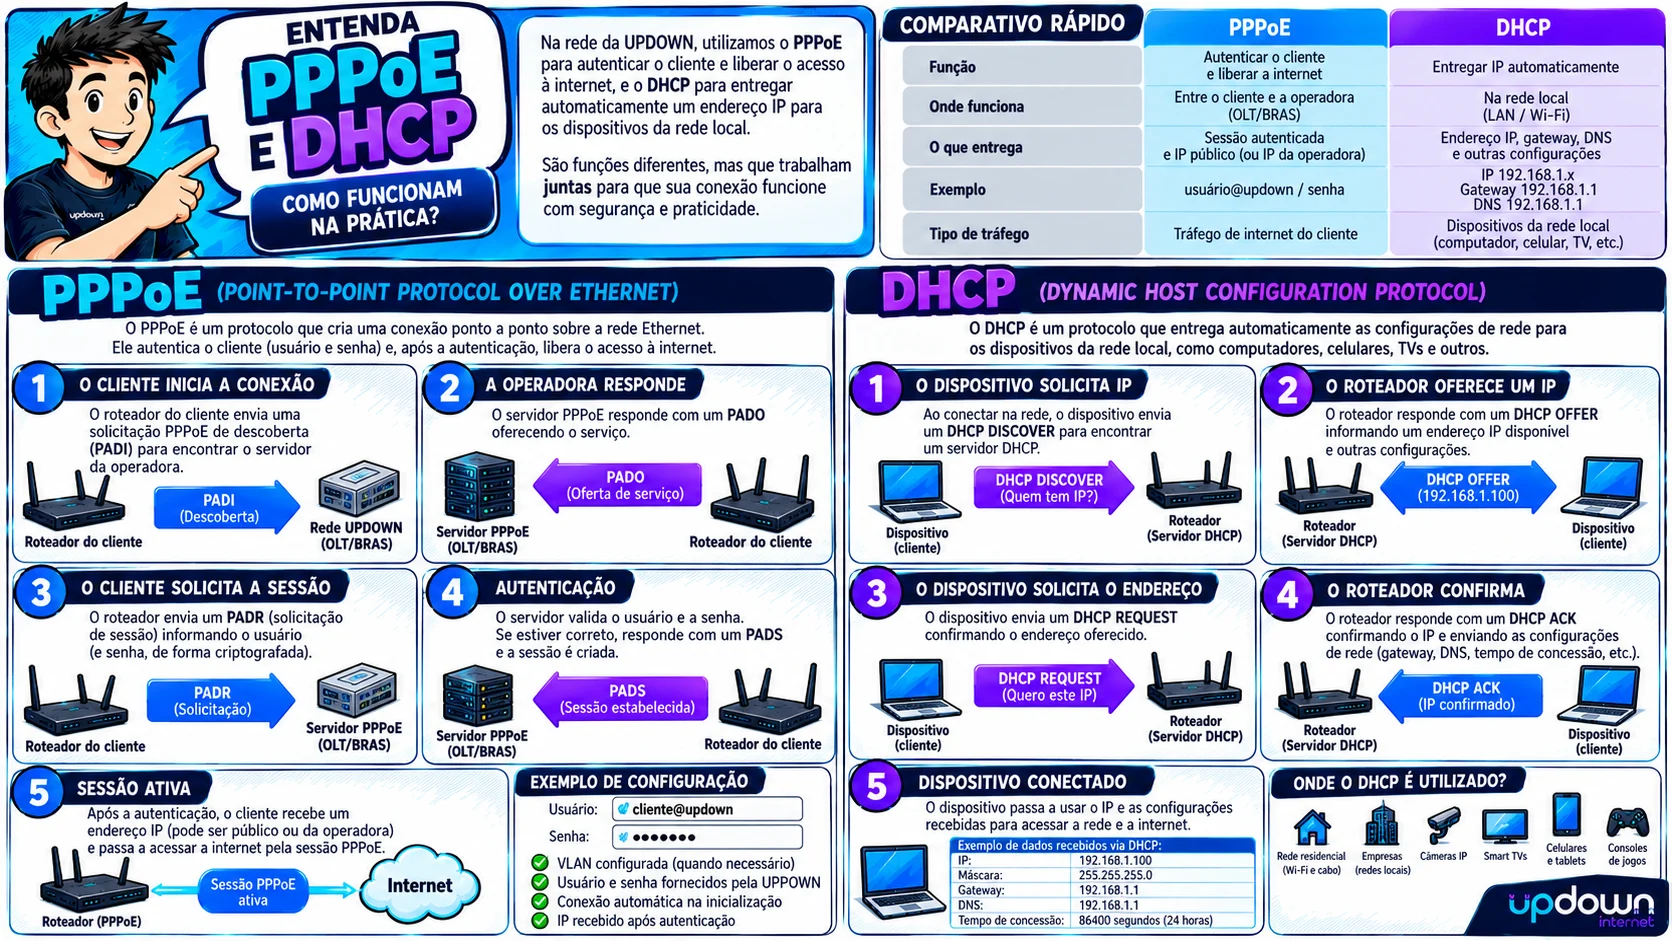 ENTENDA
PPPoE
E DHCP
COMO FUNCIONAM
NA PRÁTICA?
updown
Na rede da UPDOWN, utilizamos o PPPoE
para autenticar o cliente e liberar o acesso
à internet, e o DHCP para entregar
automaticamente um endereço IP para
os dispositivos da rede local.
São funções diferentes, mas que trabalham
juntas para que sua conexão funcione
com segurança e praticidade.
COMPARATIVO RÁPIDO
PPPoE
DHCP
Função
Autenticar o cliente
e liberar a internet
Entregar IP automaticamente
Onde funciona
Entre o cliente e a operadora
(OLT/BRAS)
Na rede local
(LAN / Wi-Fi)
O que entrega
Sessão autenticada
e IP público (ou IP da operadora)
Endereço IP, gateway, DNS
e outras configurações
Exemplo
usuário@updown / senha
IP 192.168.1.x
Gateway 192.168.1.1
DNS 192.168.1.1
Tipo de tráfego
Tráfego de internet do cliente
Dispositivos da rede local
(computador, celular, TV, etc.)
PPPoE (POINT-TO-POINT PROTOCOL OVER ETHERNET)
O PPPoE é um protocolo que cria uma conexão ponto a ponto sobre a rede Ethernet.
Ele autentica o cliente (usuário e senha) e, após a autenticação, libera o acesso à internet.
1 O CLIENTE INICIA A CONEXÃO
O roteador do cliente envia uma
solicitação PPPoE de descoberta
(PADI) para encontrar o servidor
da operadora.
PADI
(Descoberta)
Roteador do cliente
Rede UPDOWN
(OLT/BRAS)
2 A OPERADORA RESPONDE
O servidor PPPoE responde com um PADO
oferecendo o serviço.
PADO
(Oferta de serviço)
Servidor PPPoE
(OLT/BRAS)
Roteador do cliente
3 O CLIENTE SOLICITA A SESSÃO
O roteador envia um PADR (solicitação
de sessão) informando o usuário
(e senha, de forma criptografada).
PADR
(Solicitação)
Roteador do cliente
Servidor PPPoE
(OLT/BRAS)
4 AUTENTICAÇÃO
O servidor valida o usuário e a senha.
Se estiver correto, responde com um PADS
e a sessão é criada.
PADS
(Sessão estabelecida)
Servidor PPPoE
(OLT/BRAS)
Roteador do cliente
5 SESSÃO ATIVA
Após a autenticação, o cliente recebe um
endereço IP (pode ser público ou da operadora)
e passa a acessar a internet pela sessão PPPoE.
Sessão PPPoE
ativa
Internet
Roteador (PPPoE)
EXEMPLO DE CONFIGURAÇÃO
Usuário: cliente@updown
Senha: ●●●●●●●
VLAN configurada (quando necessário)
Usuário e senha fornecidos pela UPPOWN
Conexão automática na inicialização
IP recebido após autenticação
DHCP (DYNAMIC HOST CONFIGURATION PROTOCOL)
O DHCP é um protocolo que entrega automaticamente as configurações de rede para
os dispositivos da rede local, como computadores, celulares, TVs e outros.
1 O DISPOSITIVO SOLICITA IP
Ao conectar na rede, o dispositivo envia
um DHCP DISCOVER para encontrar
um servidor DHCP.
DHCP DISCOVER
(Quem tem IP?)
Dispositivo
(cliente)
Roteador
(Servidor DHCP)
2 O ROTEADOR OFERECE UM IP
O roteador responde com um DHCP OFFER
informando um endereço IP disponível
e outras configurações.
DHCP OFFER
(192.168.1.100)
Roteador
(Servidor DHCP)
Dispositivo
(cliente)
3 O DISPOSITIVO SOLICITA O ENDEREÇO
O dispositivo envia um DHCP REQUEST
confirmando o endereço oferecido.
DHCP REQUEST
(Quero este IP)
Dispositivo
(cliente)
Roteador
(Servidor DHCP)
4 O ROTEADOR CONFIRMA
O roteador responde com um DHCP ACK
confirmando o IP e enviando as configurações
de rede (gateway, DNS, tempo de concessão, etc.).
DHCP ACK
(IP confirmado)
Roteador
(Servidor DHCP)
Dispositivo
(cliente)
5 DISPOSITIVO CONECTADO
O dispositivo passa a usar o IP e as configurações
recebidas para acessar a rede e a internet.
Exemplo de dados recebidos via DHCP:
IP: 192.168.1.100
Máscara: 255.255.255.0
Gateway: 192.168.1.1
DNS: 192.168.1.1
Tempo de concessão: 86400 segundos (24 horas)
ONDE O DHCP É UTILIZADO?
Rede residencial
(Wi-Fi e cabo)
Empresas
(redes locais)
Câmeras IP
Smart TVs
Celulares
e tablets
Consoles
de jogos
updown
internet